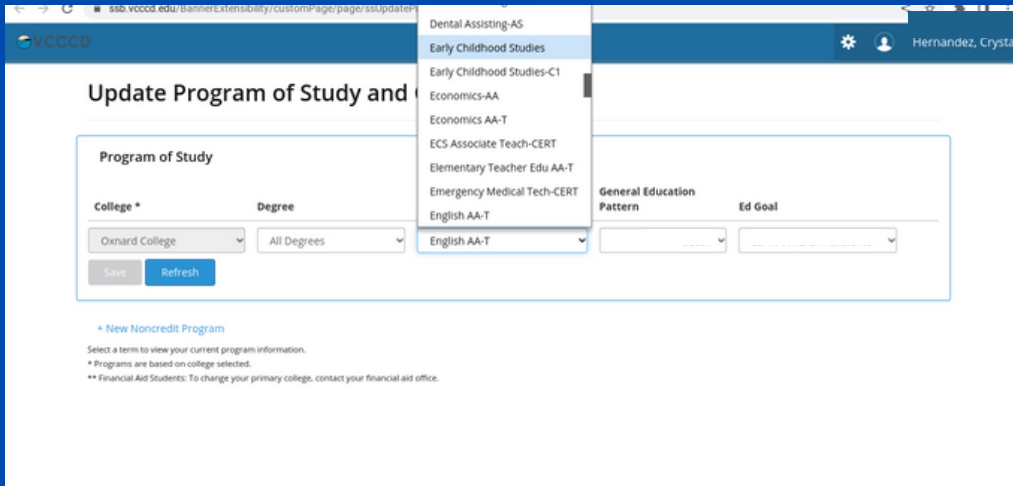 ssb.vcccd.edu/BannerExtensibility/customPage/page/ssUpdateP
VCCCD
Hernandez, Crysta
Dental Assisting-AS
Early Childhood Studies
Early Childhood Studies-C1
Economics-AA
Economics AA-T
ECS Associate Teach-CERT
Elementary Teacher Edu AA-T
Emergency Medical Tech-CERT
English AA-T
Update Program of Study and
Program of Study
College *
Degree
General Education
Pattern
Ed Goal
Oxnard College
All Degrees
English AA-T
Save
Refresh
+ New Noncredit Program
Select a term to view your current program information.
* Programs are based on college selected.
** Financial Aid Students: To change your primary college, contact your financial aid office.